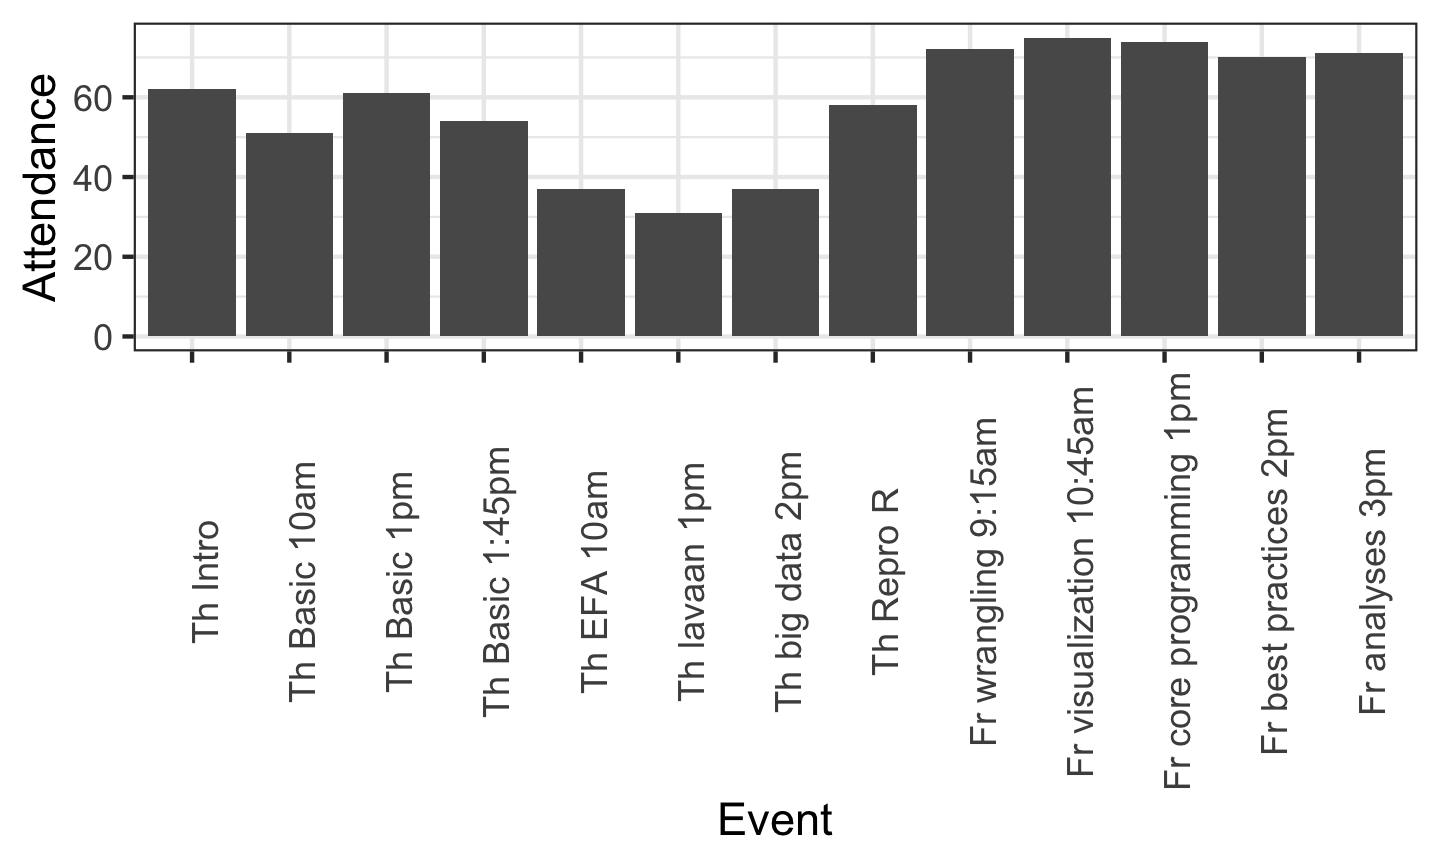 Attendance
60
40
20
0
Th Intro
Th Basic 10am
Th Basic 1pm
Th Basic 1:45pm
Th EFA 10am
Th lavaan 1pm
Th big data 2pm
Th Repro R
Fr wrangling 9:15am
Fr visualization 10:45am
Fr core programming 1pm
Fr best practices 2pm
Fr analyses 3pm
Event